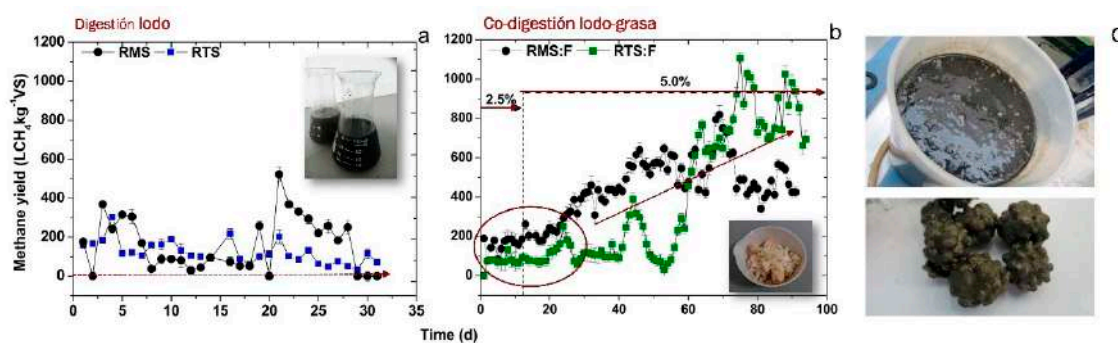 Digestión lodo
a
RMS RTS
Methane yield (LCH4kg-1VS)
1200
1000
800
600
400
200
0
0 5 10 15 20 25 30 35
Co-digestión lodo-grasa
b
RMS:F RTS:F
1200
1000
800
600
400
200
0
2.5%
5.0%
0 20 40 60 80 100
Time (d)